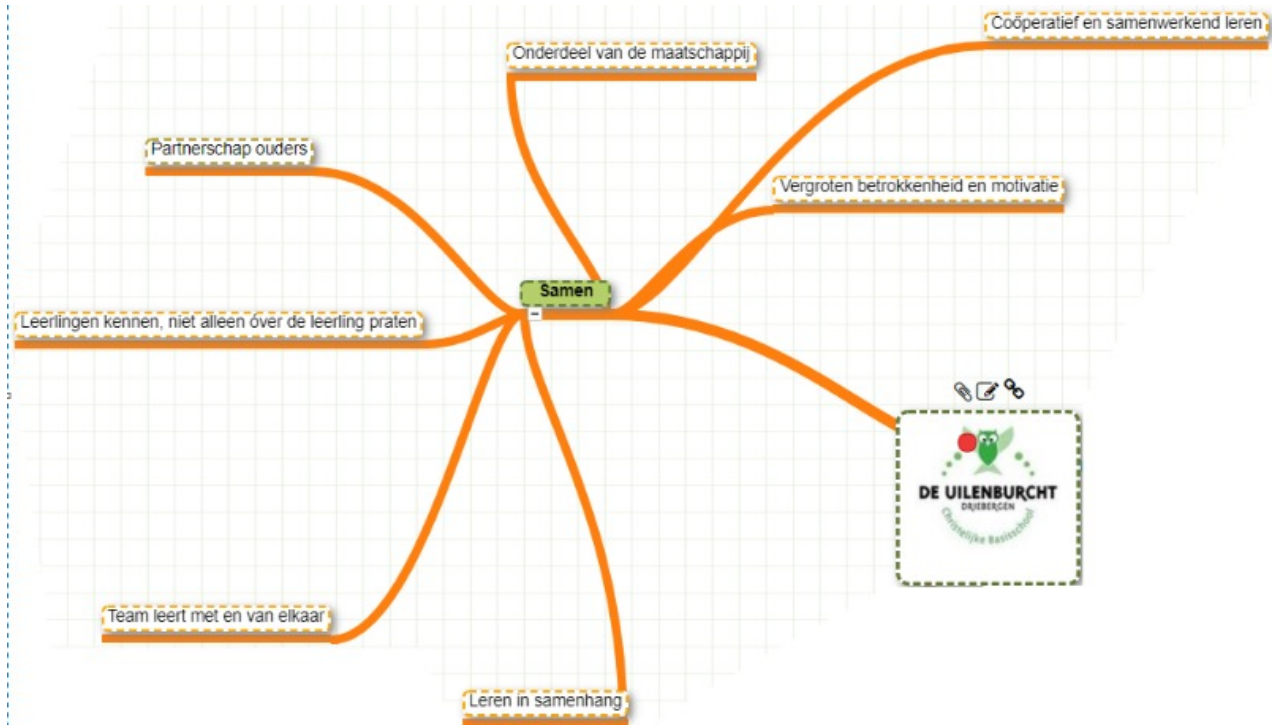 Coöperatief en samenwerkend leren
Onderdeel van de maatschappij
Partnerschap ouders
Vergroten betrokkenheid en motivatie
Samen
Leerlingen kennen, niet alleen óver de leerling praten
DE UILENBURCHT
DRIEBERGEN
Christelijke Basisschool
Team leert met en van elkaar
Leren in samenhang